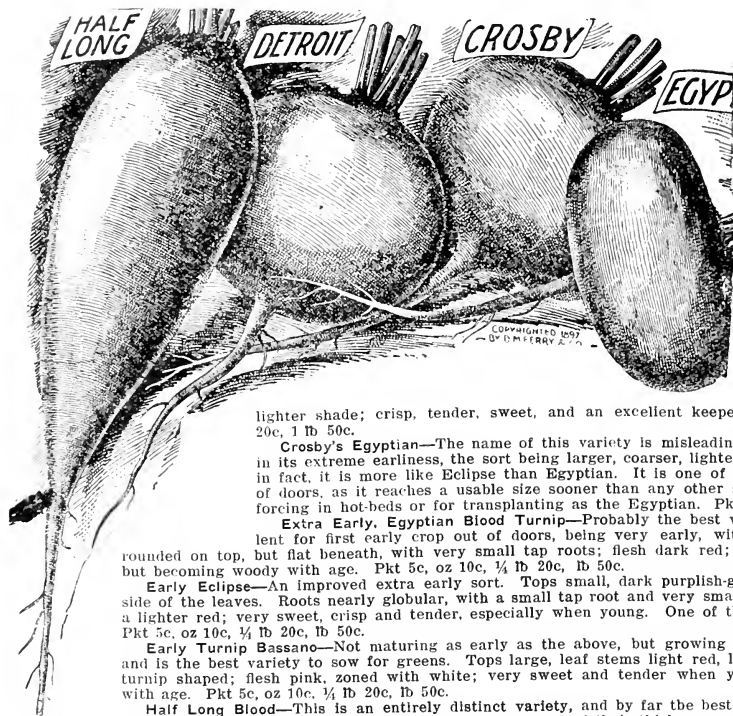 HALF
LONG
DETROIT
CROSBY
EGYP
COPYRIGHTED 1897
BY D M FERRY & Co
lighter shade; crisp, tender, sweet, and an excellent keepe
20c, 1 lb 50c.
Crosby's Egyptian—The name of this variety is misleadin
in its extreme earliness, the sort being larger, coarser, lighte
in fact, it is more like Eclipse than Egyptian. It is one of
of doors, as it reaches a usable size sooner than any other
forcing in hot-beds or for transplanting as the Egyptian. Pk
Extra Early, Egyptian Blood Turnip—Probably the best
lent for first early crop out of doors, being very early, wit
rounded on top, but flat beneath, with very small tap roots; flesh dark red;
but becoming woody with age. Pkt 5c, oz 10c, ¼ lb 20c, lb 50c.
Early Eclipse—An improved extra early sort. Tops small, dark purplish-g
side of the leaves. Roots nearly globular, with a small tap root and very sma
a lighter red; very sweet, crisp and tender, especially when young. One of t
Pkt 5c, oz 10c, ¼ lb 20c, lb 50c.
Early Turnip Bassano—Not maturing as early as the above, but growing
and is the best variety to sow for greens. Tops large, leaf stems light red, l
turnip shaped; flesh pink, zoned with white; very sweet and tender when y
with age. Pkt 5c, oz 10c, ¼ lb 20c, lb 50c.
Half Long Blood—This is an entirely distinct variety, and by far the best